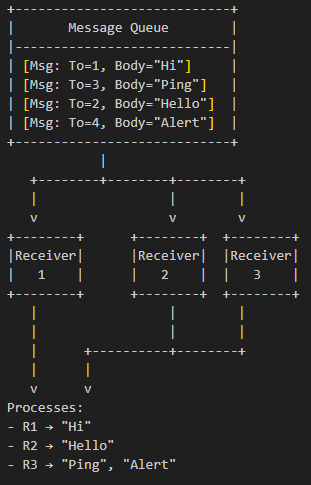 Message Queue
[Msg: To=1, Body="Hi"]
[Msg: To=3, Body="Ping"]
[Msg: To=2, Body="Hello"]
[Msg: To=4, Body="Alert"]
Receiver Receiver Receiver
1 2 3
Processes:
- R1 → "Hi"
- R2 → "Hello"
- R3 → "Ping", "Alert"